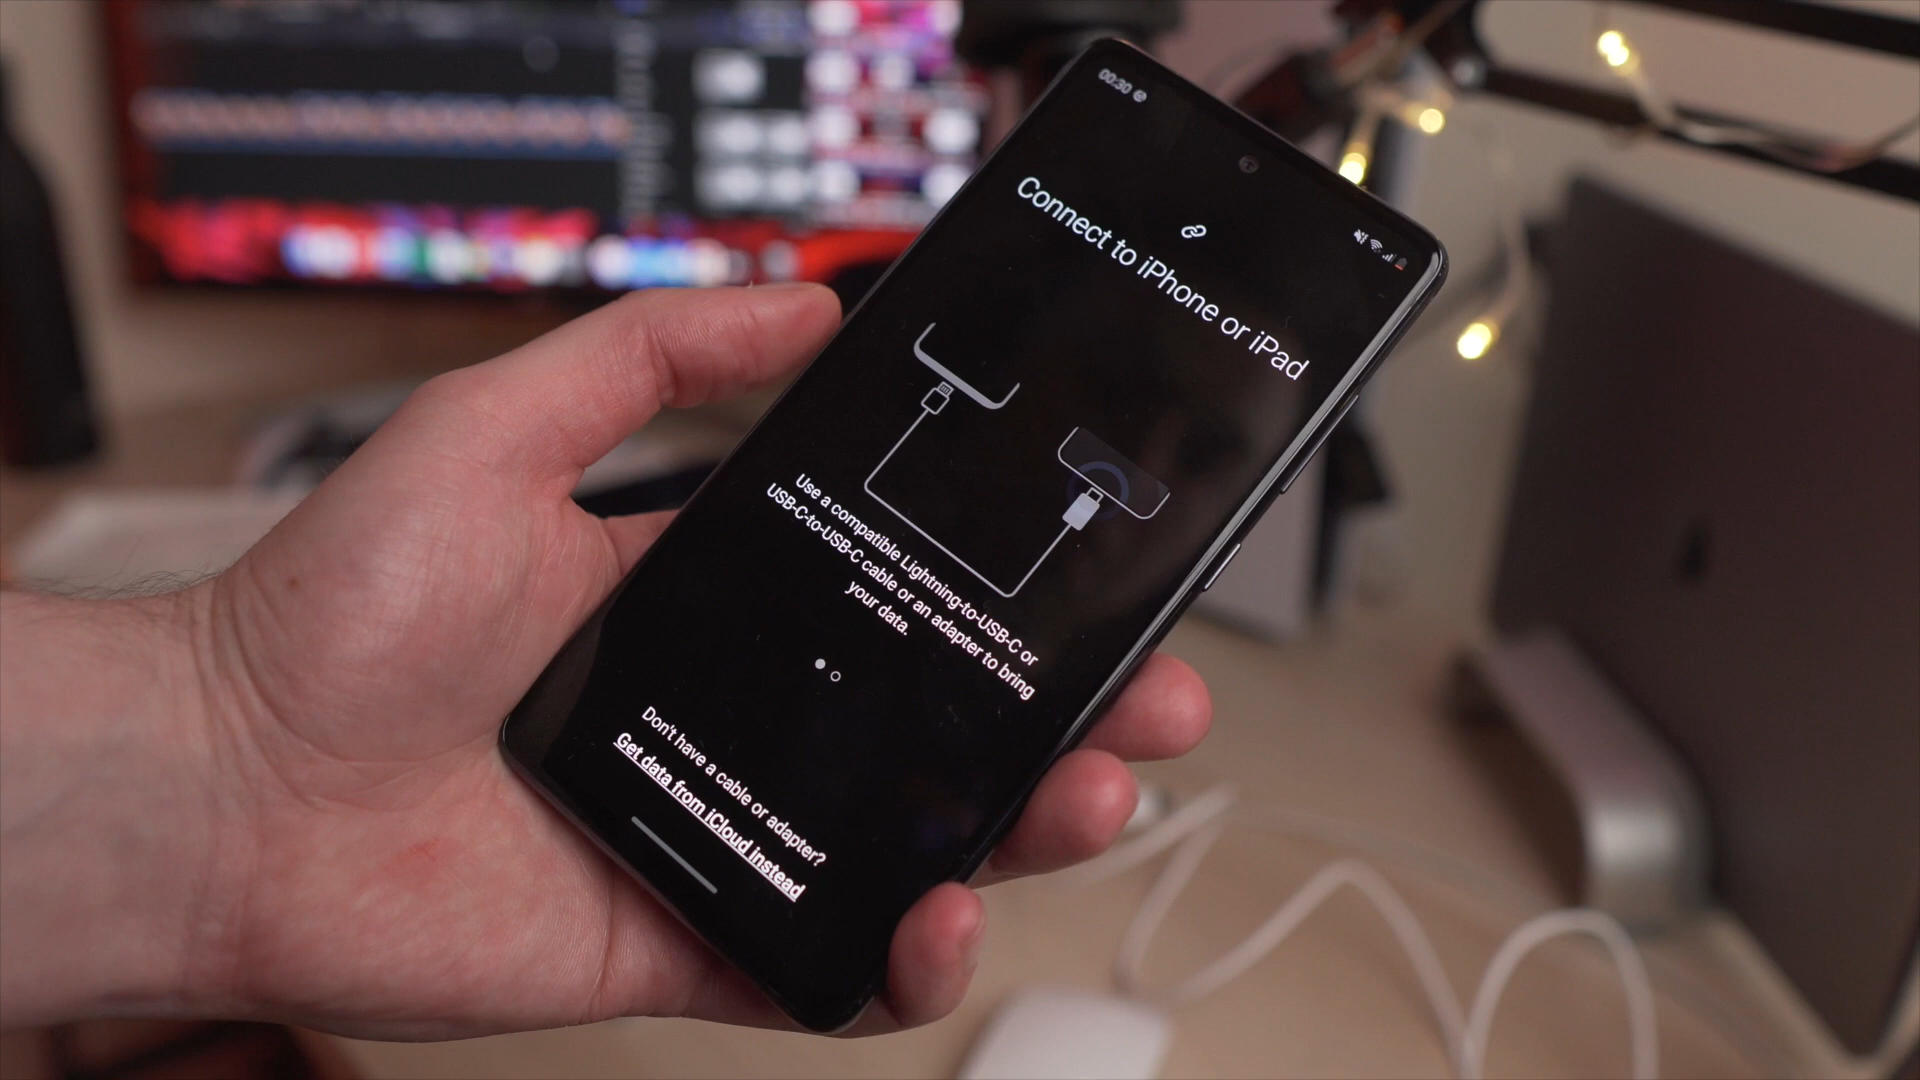 00:30
Connect to iPhone or iPad
Use a compatible Lightning-to-USB-C or
USB-C-to-USB-C cable or an adapter to bring
your data.
Don't have a cable or adapter?
Get data from iCloud instead